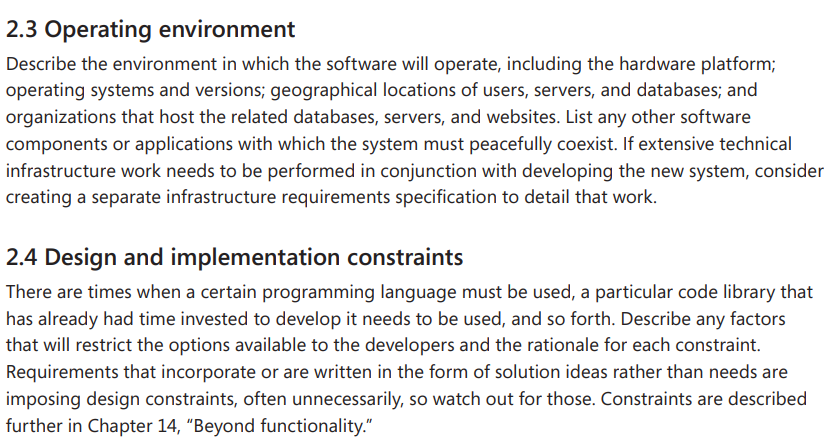 2.3 Operating environment
Describe the environment in which the software will operate, including the hardware platform;
operating systems and versions; geographical locations of users, servers, and databases; and
organizations that host the related databases, servers, and websites. List any other software
components or applications with which the system must peacefully coexist. If extensive technical
infrastructure work needs to be performed in conjunction with developing the new system, consider
creating a separate infrastructure requirements specification to detail that work.
2.4 Design and implementation constraints
There are times when a certain programming language must be used, a particular code library that
has already had time invested to develop it needs to be used, and so forth. Describe any factors
that will restrict the options available to the developers and the rationale for each constraint.
Requirements that incorporate or are written in the form of solution ideas rather than needs are
imposing design constraints, often unnecessarily, so watch out for those. Constraints are described
further in Chapter 14, “Beyond functionality.”